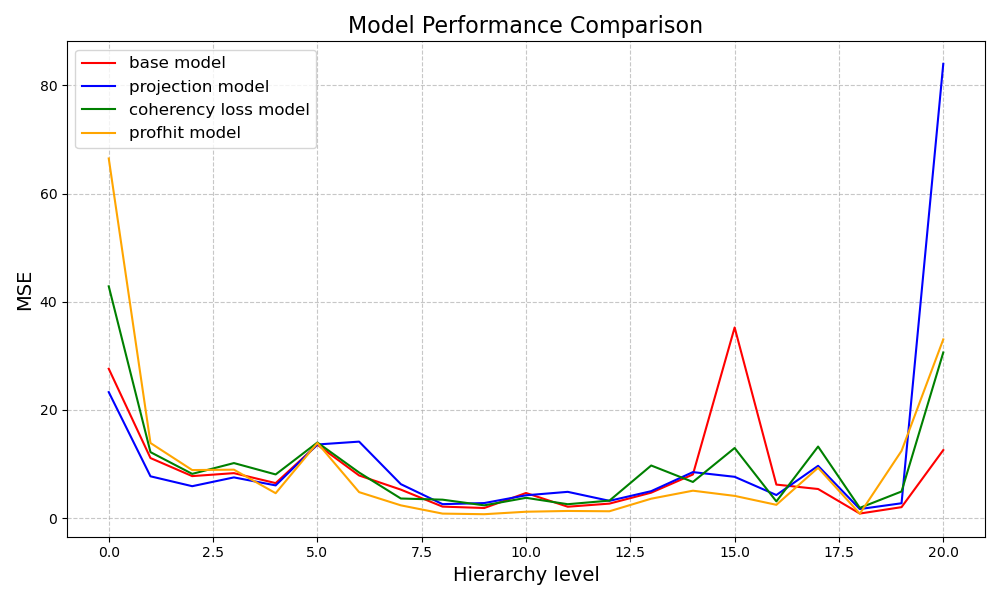 Model Performance Comparison
base model
projection model
coherency loss model
profhit model
MSE
80
60
40
20
0
0.0 2.5 5.0 7.5 10.0 12.5 15.0 17.5 20.0
Hierarchy level